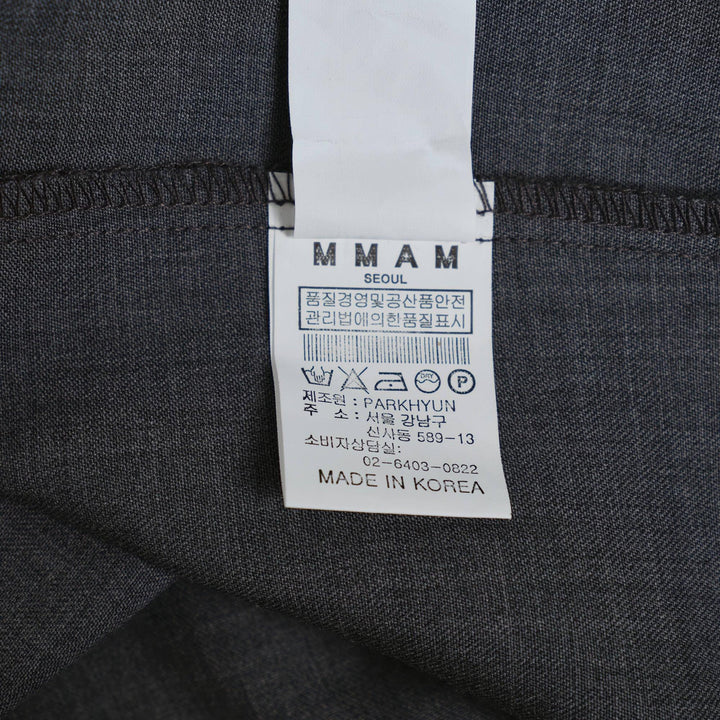 MMAM
SEOUL
품질경영및공산품안전
관리법에의한품질표시
DRY P
제조원 : PARKHYUN
주 소 : 서울 강남구
신사동 589-13
소비자상담실:
02-6403-0822
MADE IN KOREA